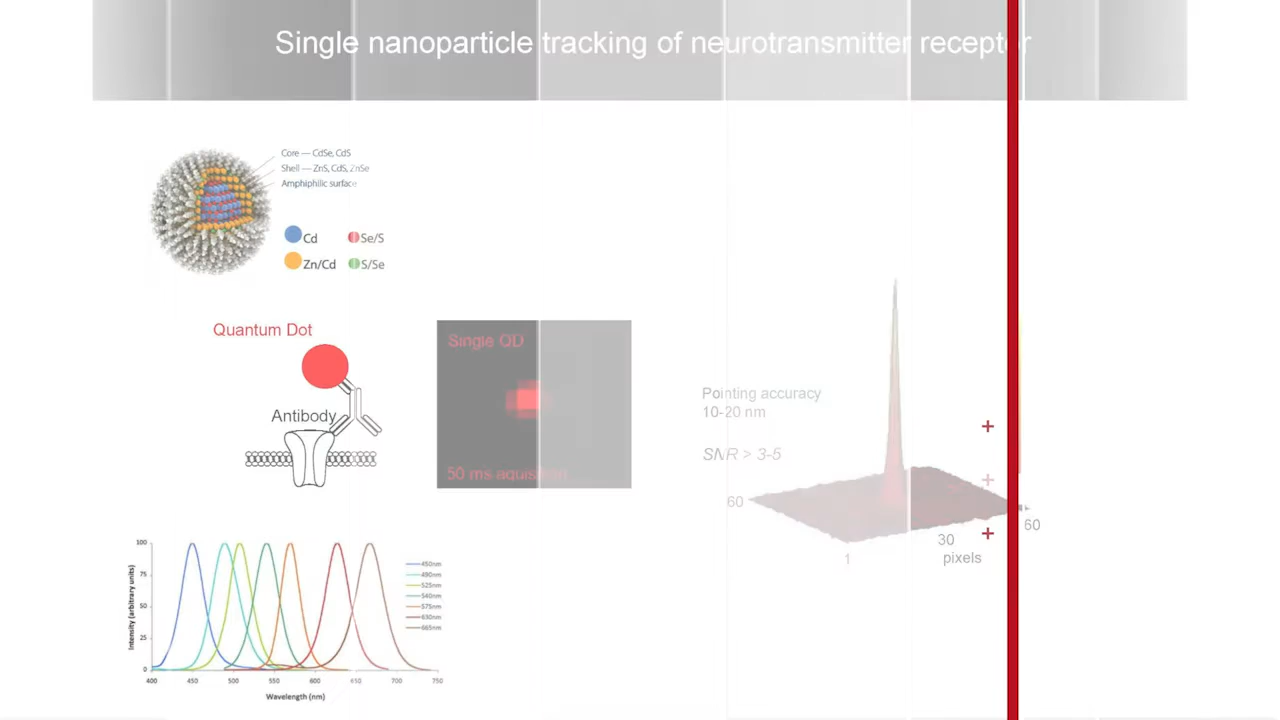 Single nanoparticle tracking of neurotransmitter receptor
Core — CdSe, CdS
Shell — ZnS, CdS, ZnSe
Amphiphilic surface
Cd
Se/S
Zn/Cd
S/Se
Quantum Dot
Antibody
Single QD
50 ms aquisition
Pointing accuracy
10-20 nm
SNR > 3-5
60
1
30
pixels
60
Intensity (arbitrary units)
100
75
50
25
0
400 450 500 550 600 650 700 750
Wavelength (nm)
450nm
490nm
525nm
540nm
575nm
630nm
665nm